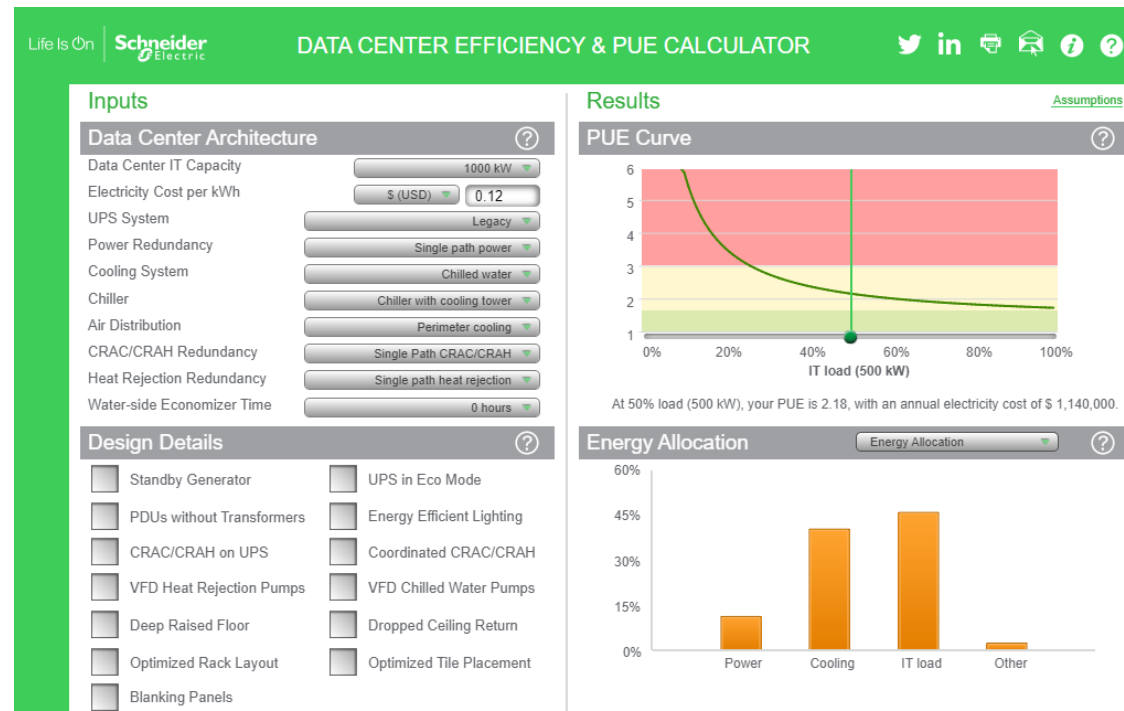 Life Is On
Schneider
Electric
DATA CENTER EFFICIENCY & PUE CALCULATOR
Inputs
Data Center Architecture ?
Data Center IT Capacity 1000 kW
Electricity Cost per kWh $ (USD) 0.12
UPS System Legacy
Power Redundancy Single path power
Cooling System Chilled water
Chiller Chiller with cooling tower
Air Distribution Perimeter cooling
CRAC/CRAH Redundancy Single Path CRAC/CRAH
Heat Rejection Redundancy Single path heat rejection
Water-side Economizer Time 0 hours
Design Details ?
Standby Generator UPS in Eco Mode
PDUs without Transformers Energy Efficient Lighting
CRAC/CRAH on UPS Coordinated CRAC/CRAH
VFD Heat Rejection Pumps VFD Chilled Water Pumps
Deep Raised Floor Dropped Ceiling Return
Optimized Rack Layout Optimized Tile Placement
Blanking Panels
Results Assumptions
PUE Curve ?
6
5
4
3
2
1
0% 20% 40% 60% 80% 100%
IT load (500 kW)
At 50% load (500 kW), your PUE is 2.18, with an annual electricity cost of $ 1,140,000.
Energy Allocation Energy Allocation ?
60%
45%
30%
15%
0%
Power Cooling IT load Other